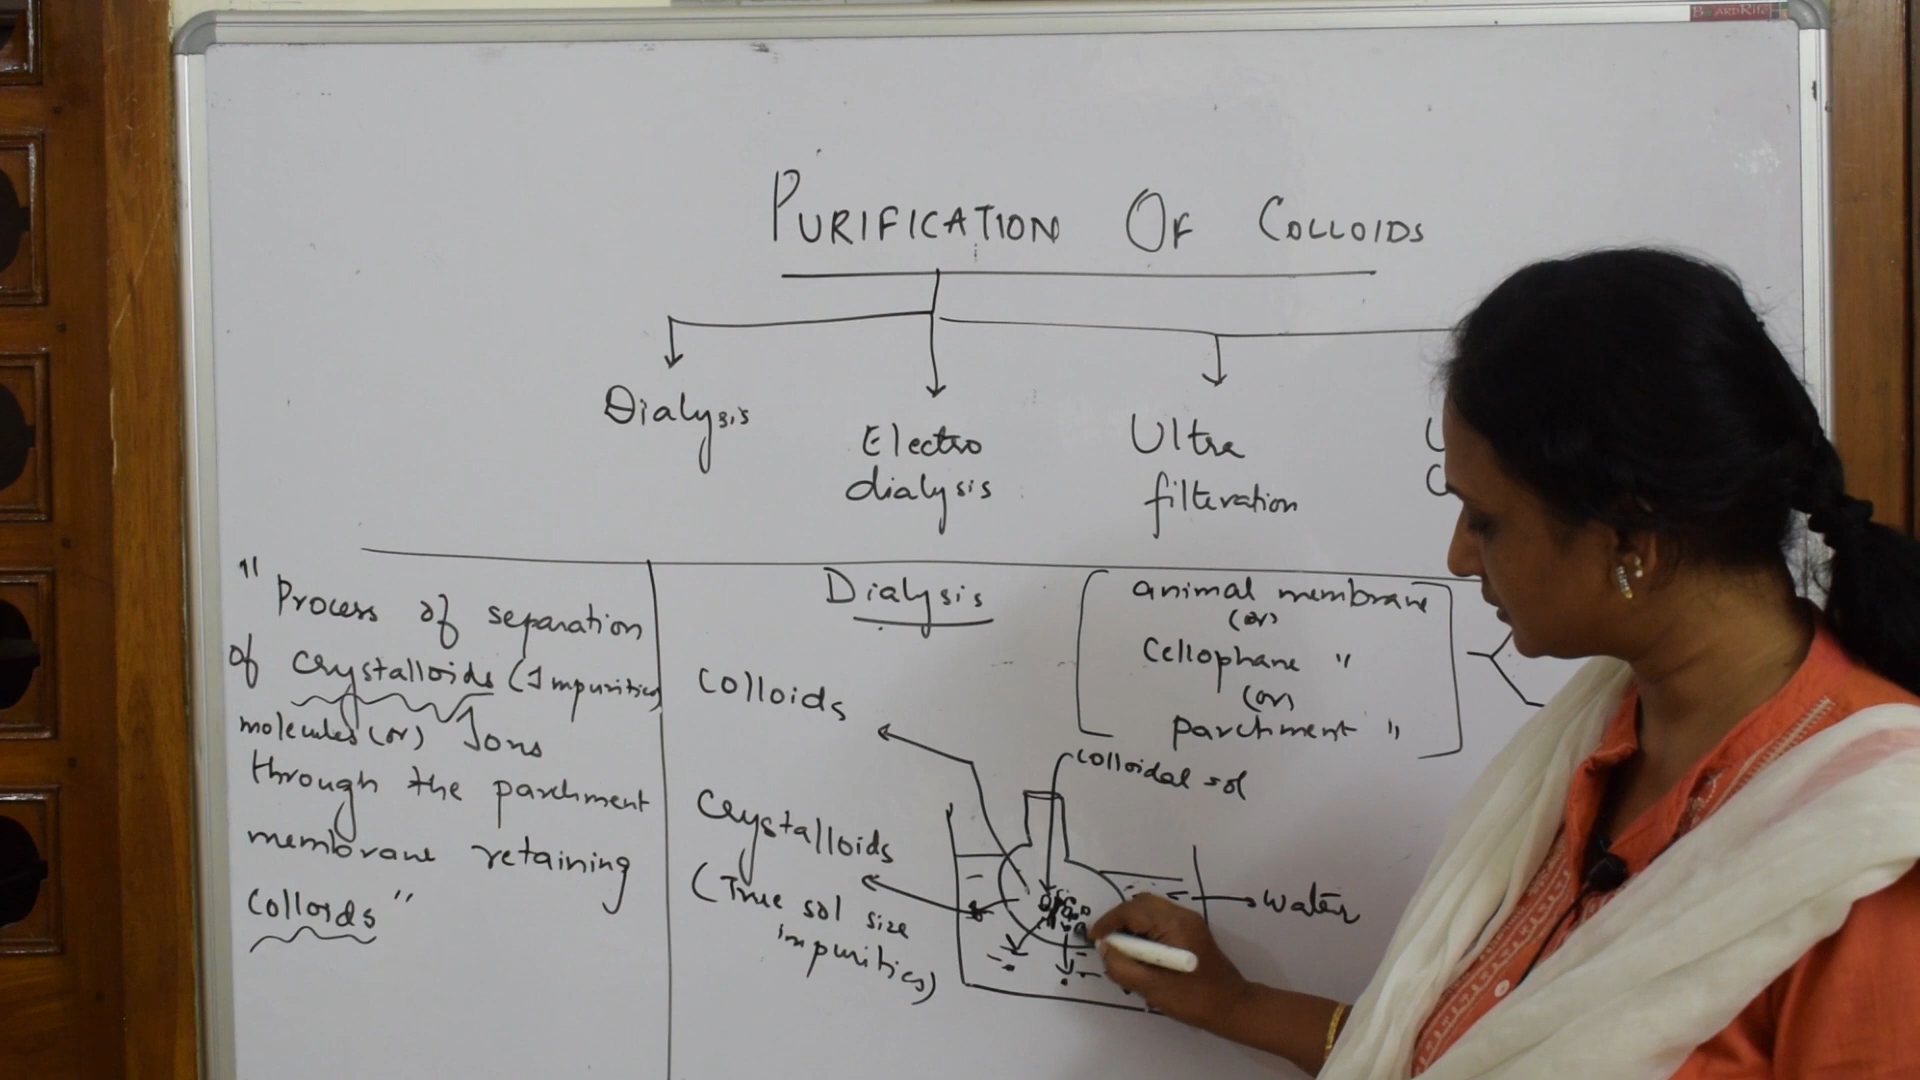 PURIFICATION OF COLLOIDS
Dialysis
Electro
dialysis
Ultra
filteration
U
C
" Process of separation
of crystalloids (Impurities
molecules (or) Ions
through the parchment
membrane retaining
colloids "
Dialysis
animal membrane
(or)
Cellophane "
(or)
parchment "
colloids
colloidal sol
Crystalloids
(True sol size
impurities)
water